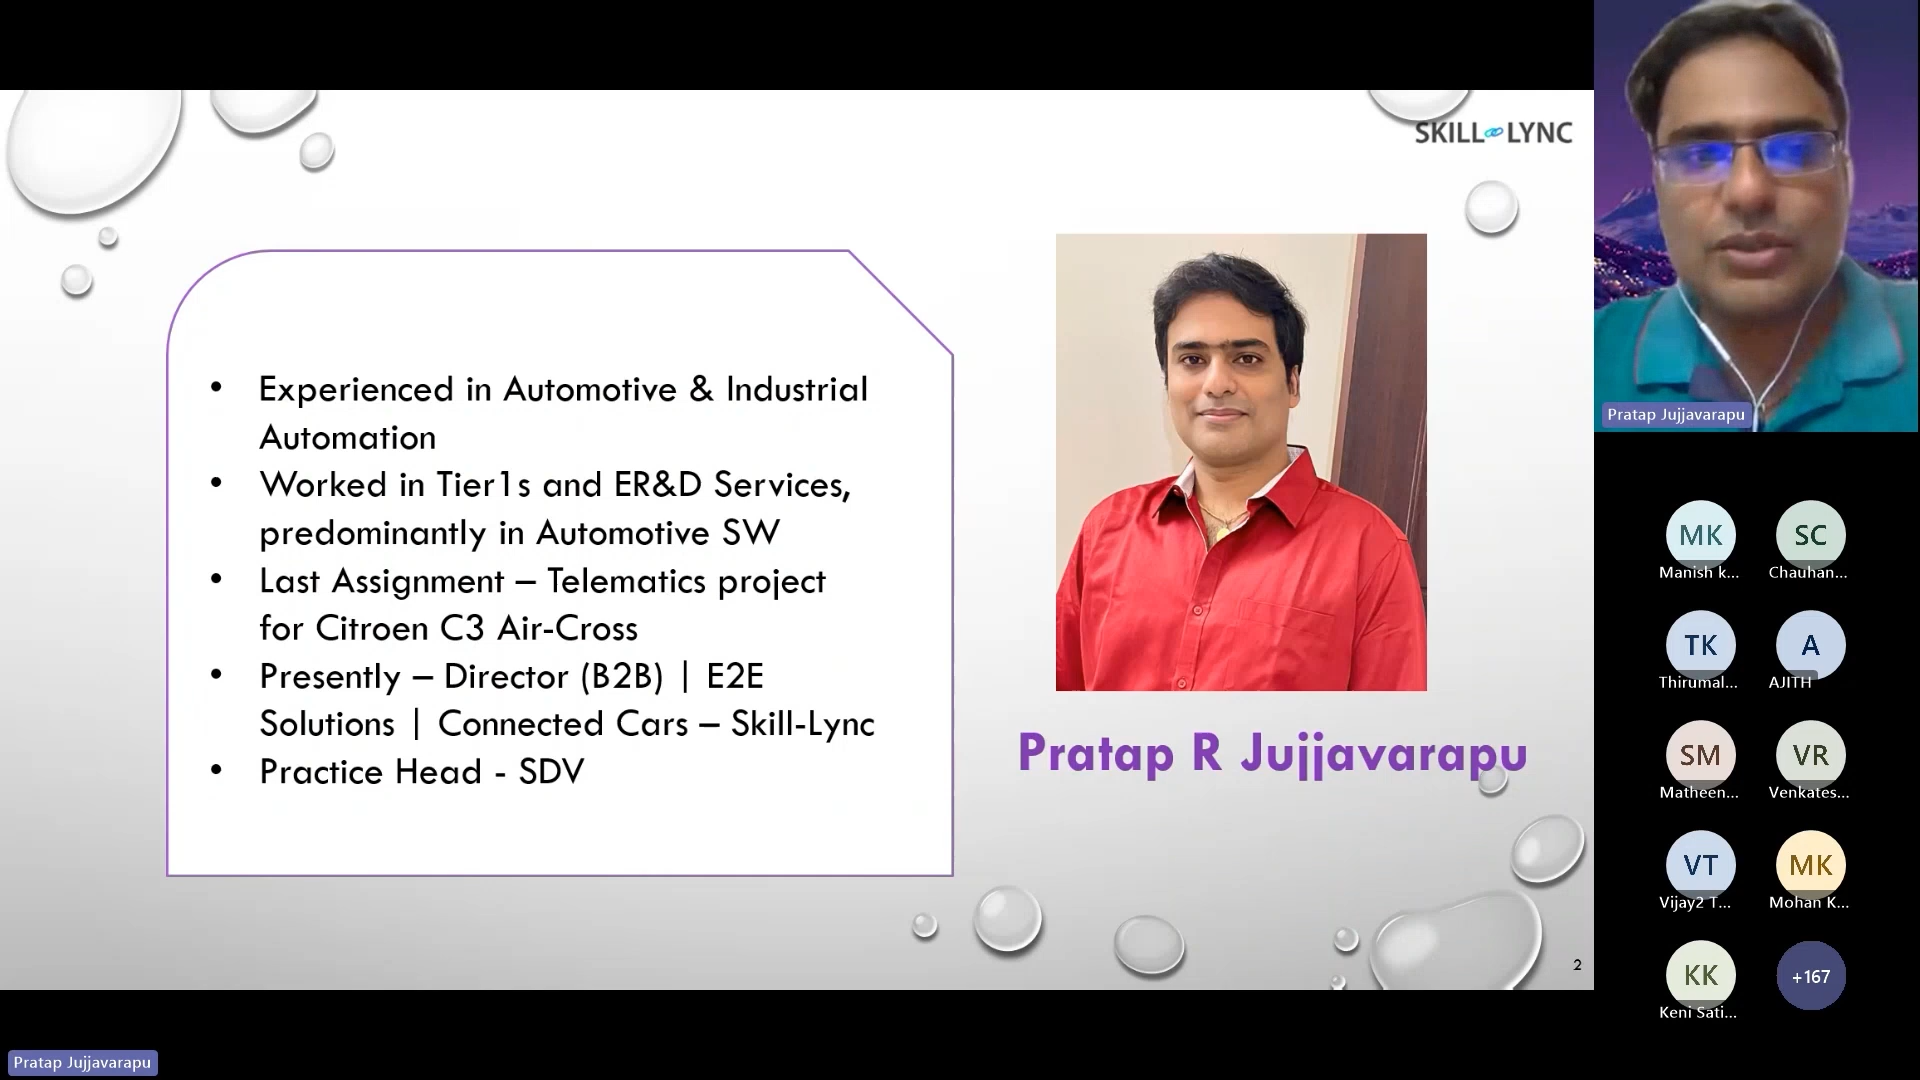 SKILL LYNC
• Experienced in Automotive & Industrial
Automation
• Worked in Tier1s and ER&D Services,
predominantly in Automotive SW
• Last Assignment – Telematics project
for Citroen C3 Air-Cross
• Presently – Director (B2B) | E2E
Solutions | Connected Cars – Skill-Lync
• Practice Head - SDV
Pratap R Jujjavarapu
2
Pratap Jujjavarapu
MK
SC
Manish k...
Chauhan...
TK
A
Thirumal...
AJITH
SM
VR
Matheen...
Venkates...
VT
MK
Vijay2 T...
Mohan K...
KK
+167
Keni Sati...
Pratap Jujjavarapu